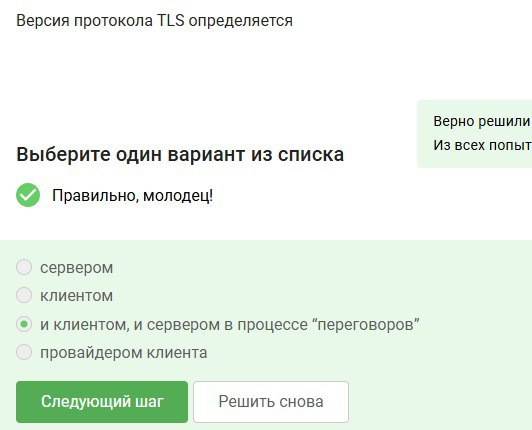 Версия протокола TLS определяется
Верно решили
Из всех попыт
Выберите один вариант из списка
Правильно, молодец!
сервером
клиентом
и клиентом, и сервером в процессе “переговоров”
провайдером клиента
Следующий шаг
Решить снова